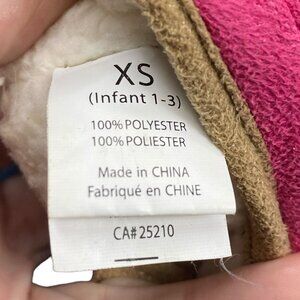 XS
(Infant 1-3)
100% POLYESTER
100% POLIESTER
Made in CHINA
Fabriqué en CHINE
CA# 25210